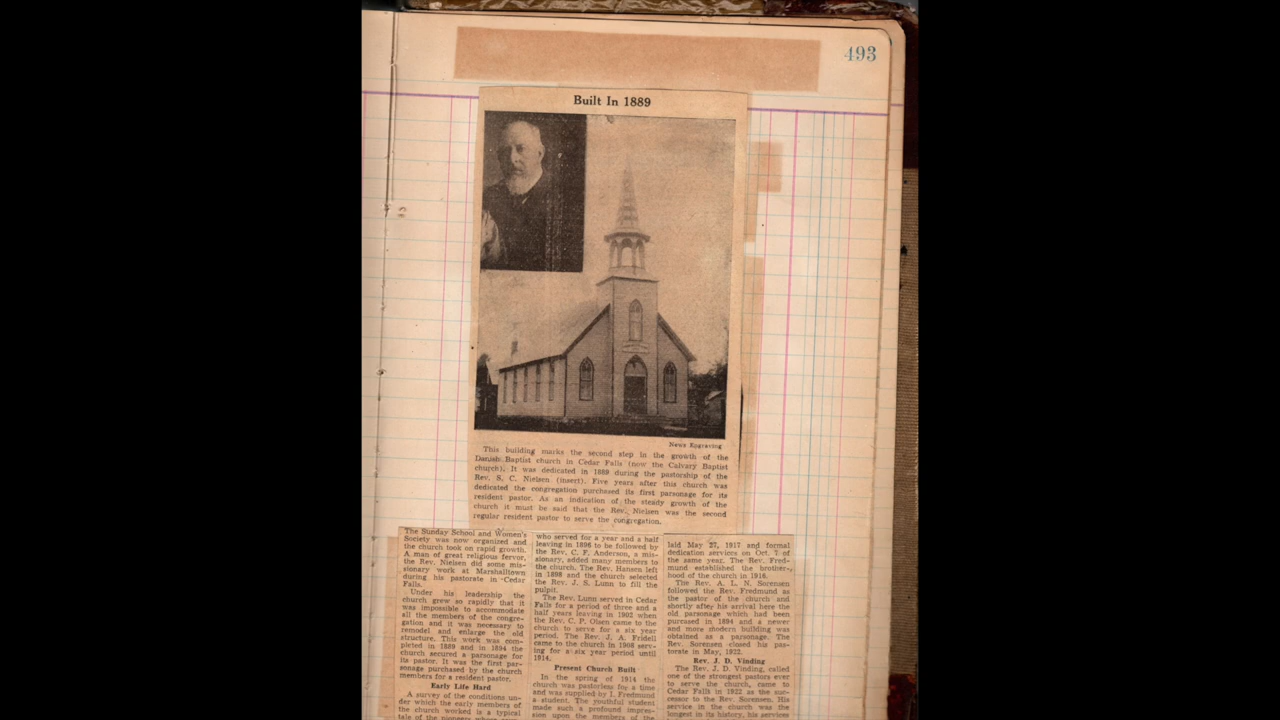 493
Built In 1889
News Engraving
This building marks the second step in the growth of the
Danish Baptist church in Cedar Falls (now the Calvary Baptist
church). It was dedicated in 1889 during the pastorship of the
Rev. S. C. Nielsen (insert). Five years after this church was
dedicated the congregation purchased its first parsonage for its
resident pastor. As an indication of the steady growth of the
church it must be said that the Rev. Nielsen was the second
regular resident pastor to serve the congregation.
The Sunday School and Women's
Society was now organized and
the church took on rapid growth.
A man of great religious fervor,
the Rev. Nielsen did some mis-
sionary work at Marshalltown
during his pastorate in Cedar
Falls.
Under his leadership the
church grew so rapidly that it
was impossible to accommodate
all the members of the congre-
gation and it was necessary to
remodel and enlarge the old
structure. This work was com-
pleted in 1889 and in 1894 the
church secured a parsonage for
its pastor. It was the first par-
sonage purchased by the church
members for a resident pastor.
Early Life Hard
A survey of the conditions un-
der which the early members of
the church worked is a typical
tale of the pioneers
who served for a year and a half
leaving in 1896 to be followed by
the Rev. C. F. Anderson, a mis-
sionary, added many members to
the church. The Rev. Hansen left
in 1898 and the church selected
the Rev. J. S. Lunn to fill the
pulpit.
The Rev. Lunn served in Cedar
Falls for a period of three and a
half years leaving in 1902 when
the Rev. C. P. Olsen came to the
church to serve for a six year
period. The Rev. J. A. Fridell
came to the church in 1908 serv-
ing for a six year period until
1914.
Present Church Built
In the spring of 1914 the
church was pastorless for a time
and was supplied by I. Fredmund
a student. The youthful student
made such a profound impres-
sion upon the members of the
laid May 27, 1917 and formal
dedication services on Oct. 7 of
the same year. The Rev. Fred-
mund established the brother-
hood of the church in 1916.
The Rev. A. L. N. Sorensen
followed the Rev. Fredmund as
the pastor of the church and
shortly after his arrival here the
old parsonage which had been
purcased in 1894 and a newer
and more modern building was
obtained as a parsonage. The
Rev. Sorensen closed his pas-
torate in May, 1922.
Rev. J. D. Vinding
The Rev. J. D. Vinding, called
one of the strongest pastors ever
to serve the church, came to
Cedar Falls in 1922 as the suc-
cessor to the Rev. Sorensen. His
service in the church was the
longest in its history, his services